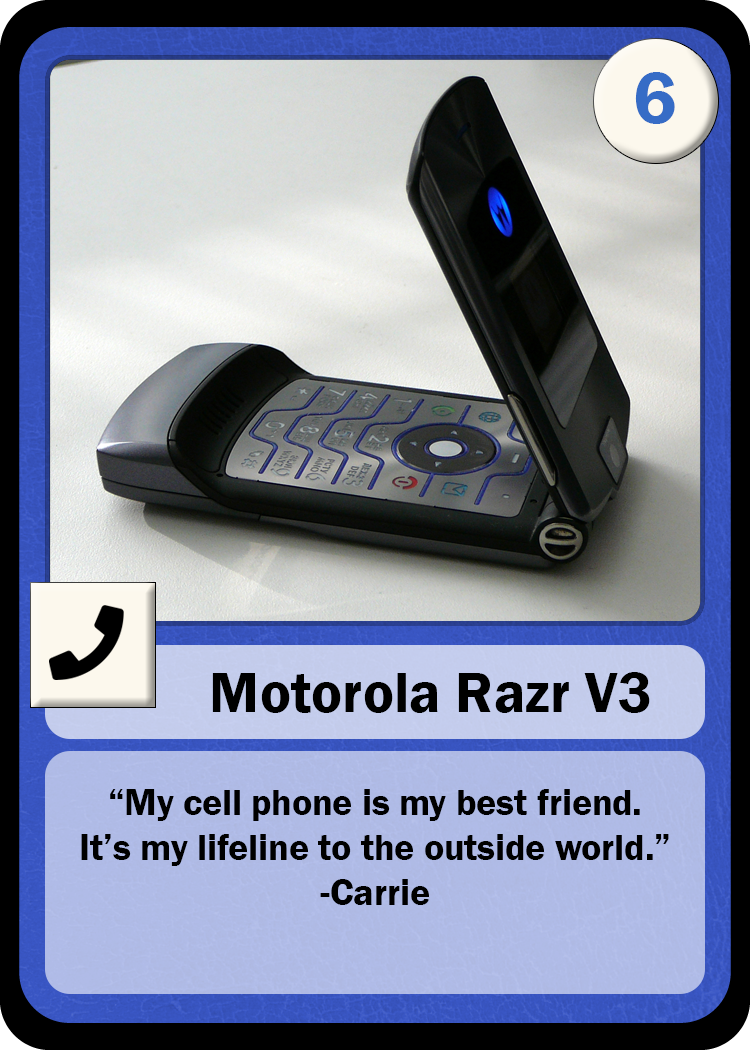 6
Motorola Razr V3
“My cell phone is my best friend.
It’s my lifeline to the outside world.”
-Carrie